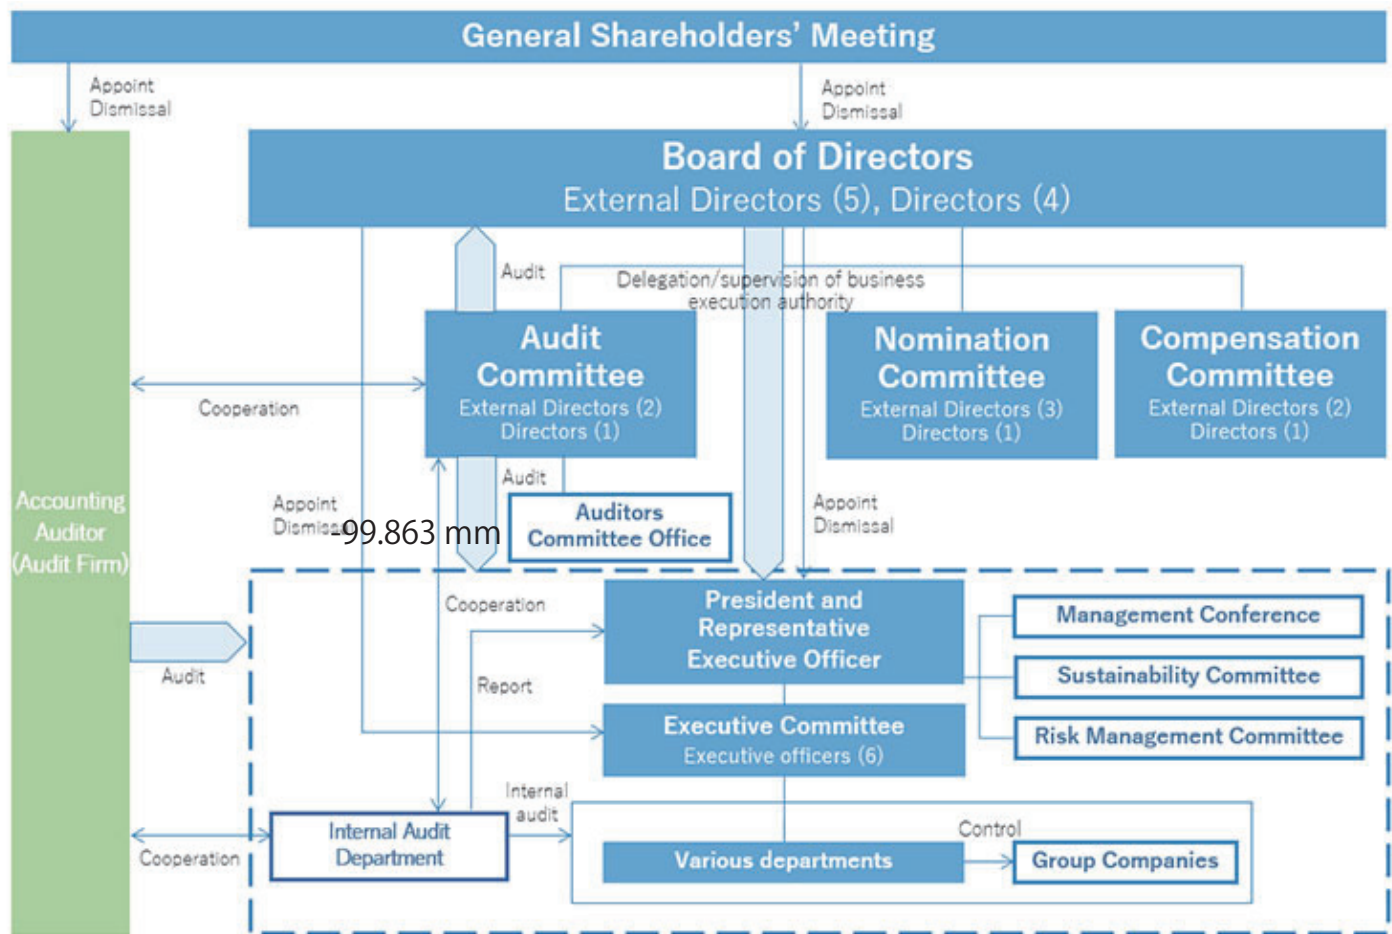 General Shareholders’ Meeting
Appoint
Dismissal
Appoint
Dismissal
Board of Directors
External Directors (5), Directors (4)
Audit
Delegation/supervision of business
execution authority
Audit
Committee
External Directors (2)
Directors (1)
Nomination
Committee
External Directors (3)
Directors (1)
Compensation
Committee
External Directors (2)
Directors (1)
Cooperation
Accounting
Auditor
(Audit Firm)
Audit
Appoint
Dismissal
-99.863 mm
Auditors
Committee Office
Appoint
Dismissal
Cooperation
President and
Representative
Executive Officer
Management Conference
Sustainability Committee
Risk Management Committee
Audit
Report
Executive Committee
Executive officers (6)
Internal
audit
Internal Audit
Department
Cooperation
Various departments
Control
Group Companies